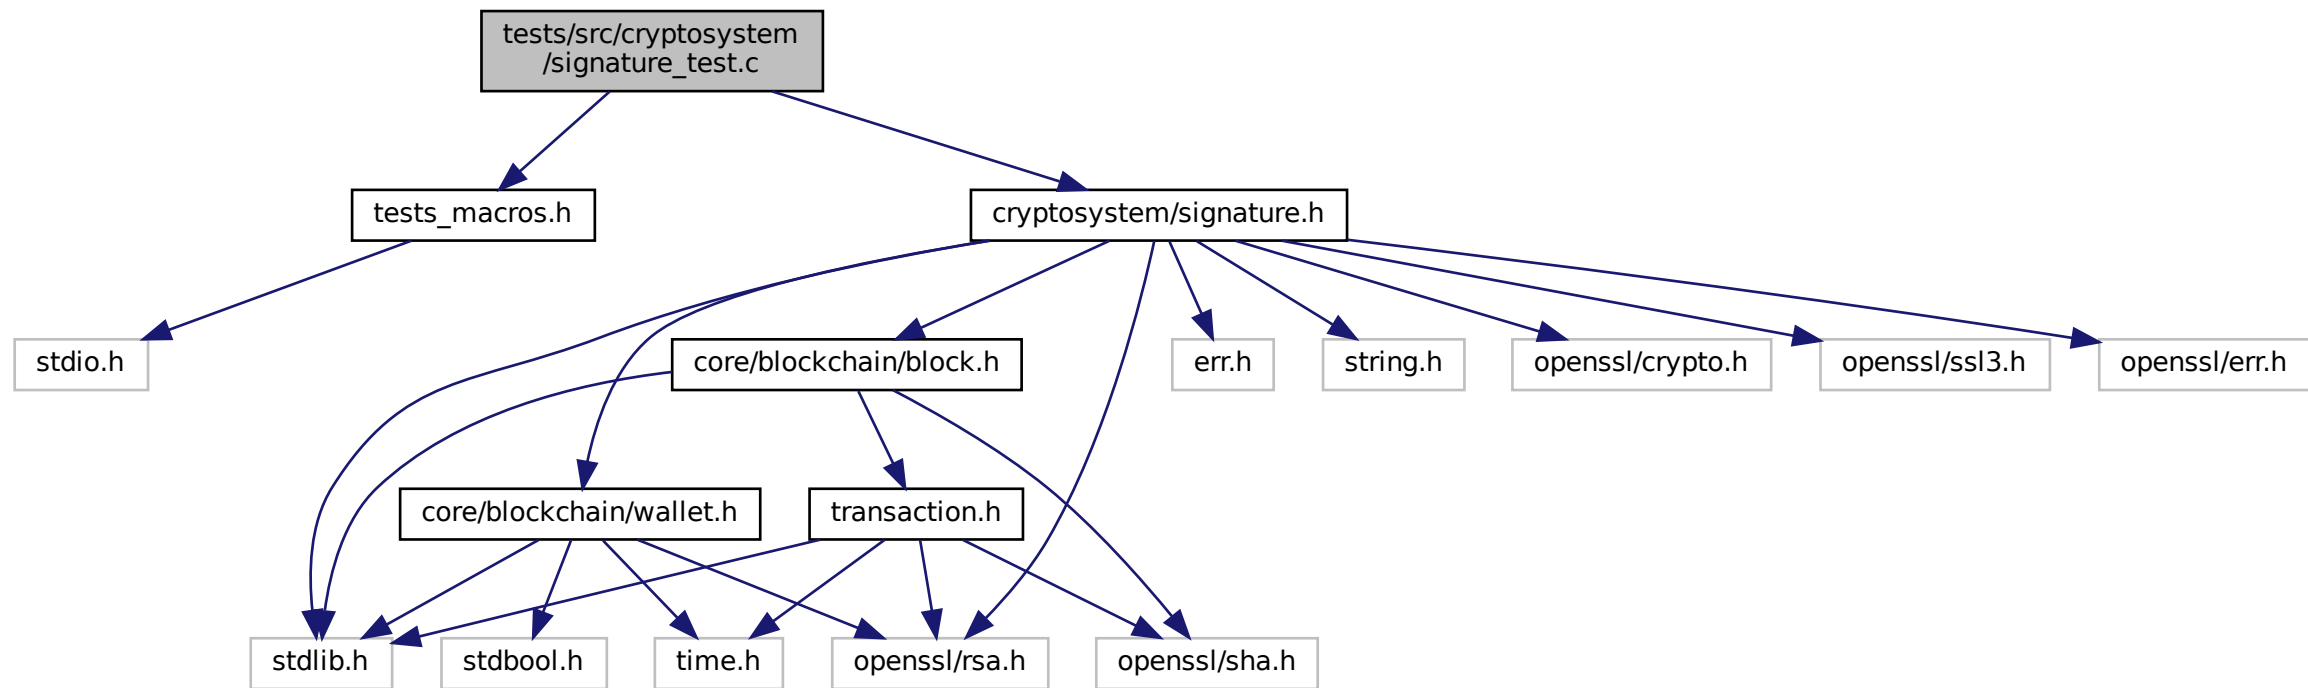 tests/src/cryptosystem
/signature_test.c
tests_macros.h
cryptosystem/signature.h
stdio.h
core/blockchain/block.h
err.h
string.h
openssl/crypto.h
openssl/ssl3.h
openssl/err.h
core/blockchain/wallet.h
transaction.h
stdlib.h
stdbool.h
time.h
openssl/rsa.h
openssl/sha.h